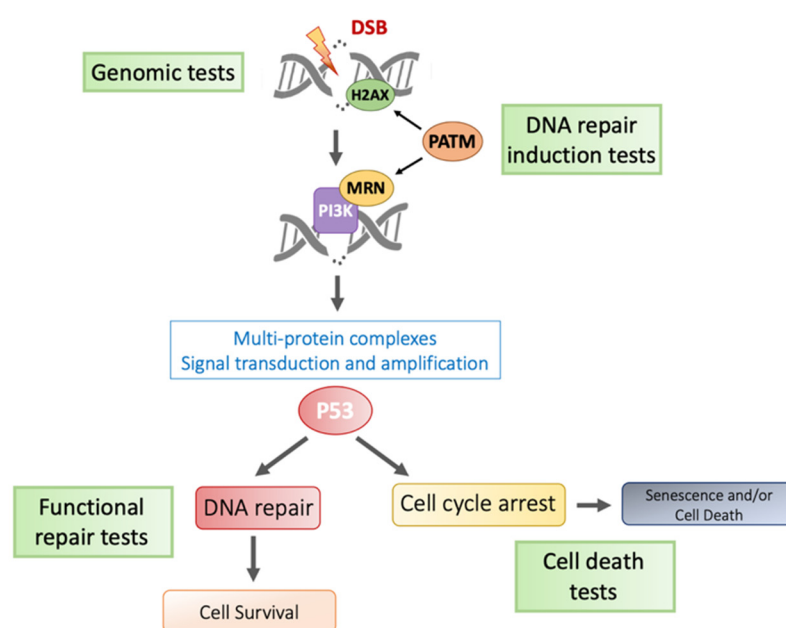 DSB
Genomic tests
H2AX
PATM
DNA repair
induction tests
MRN
PI3K
Multi-protein complexes
Signal transduction and amplification
P53
Functional
repair tests
DNA repair
Cell cycle arrest
Senescence and/or
Cell Death
Cell death
tests
Cell Survival